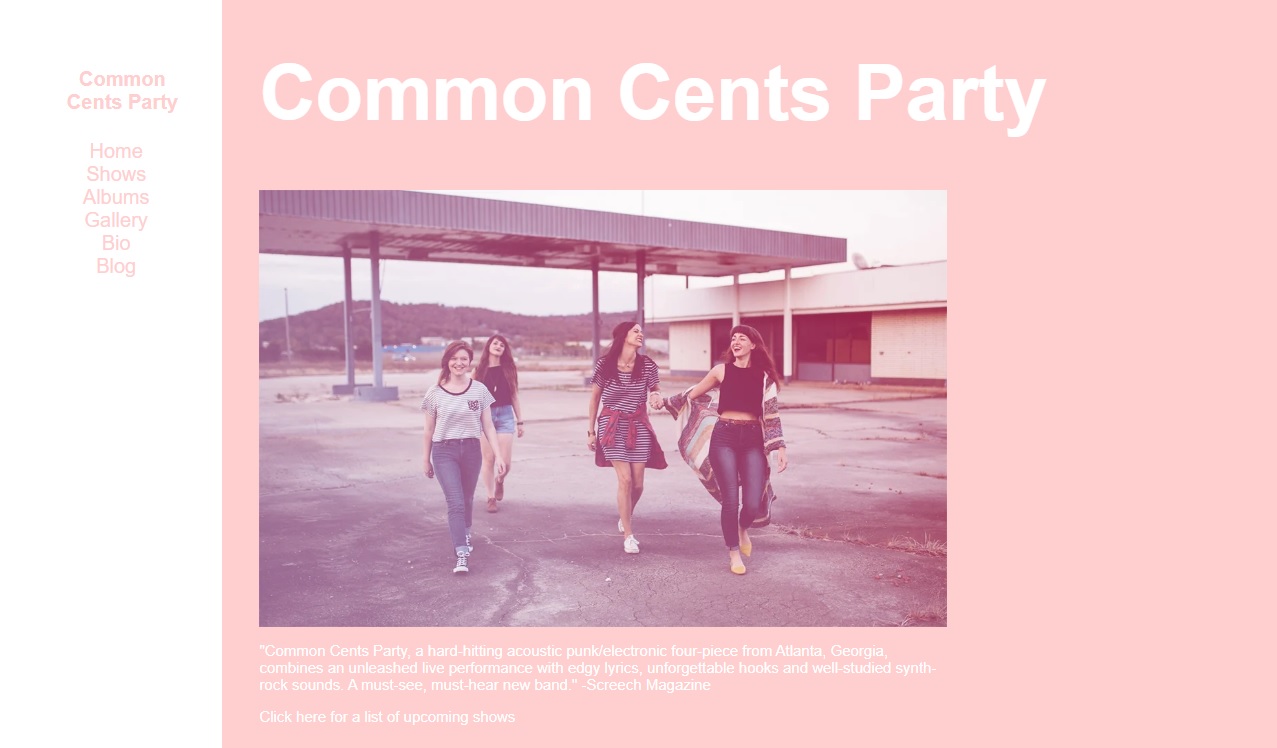 Common
Cents Party
Home
Shows
Albums
Gallery
Bio
Blog
Common Cents Party
"Common Cents Party, a hard-hitting acoustic punk/electronic four-piece from Atlanta, Georgia,
combines an unleashed live performance with edgy lyrics, unforgettable hooks and well-studied synth-
rock sounds. A must-see, must-hear new band." -Screech Magazine
Click here for a list of upcoming shows